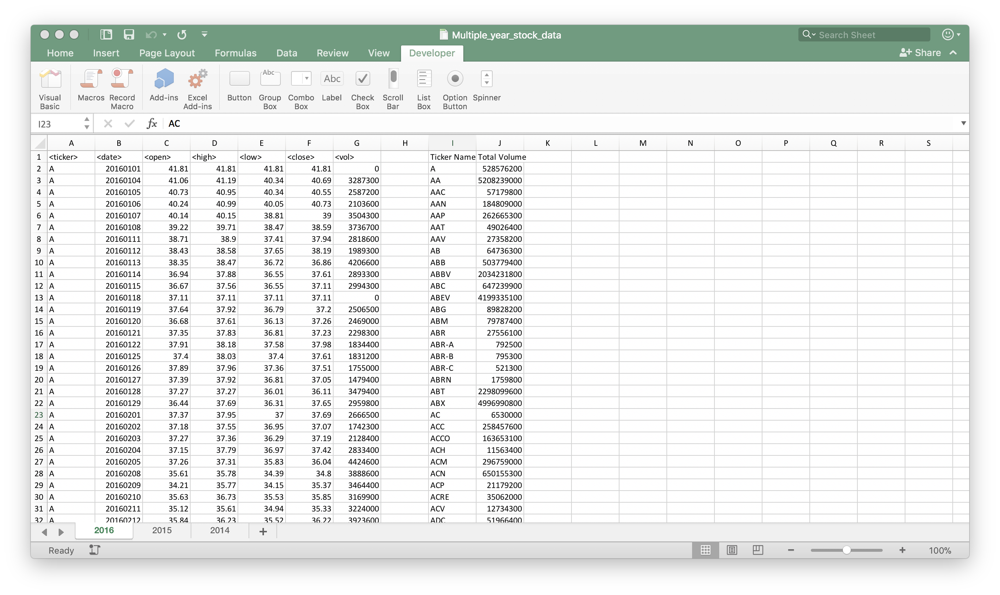 Multiple_year_stock_data
Search Sheet
Home Insert Page Layout Formulas Data Review View Developer Share
Visual Basic Macros Record Macro Add-ins Excel Add-ins Button Group Box Combo Box Label Check Box Scroll Bar List Box Option Button Spinner
Abc Abc
I23 fx AC
A B C D E F G H I J K L M N O P Q R S
1 <ticker> <date> <open> <high> <low> <close> <vol> Ticker Name Total Volume
2 A 20160101 41.81 41.81 41.81 41.81 0 A 528576200
3 A 20160104 41.06 41.19 40.34 40.69 3287300 AA 5208239000
4 A 20160105 40.73 40.95 40.34 40.55 2587200 AAC 57179800
5 A 20160106 40.24 40.99 40.05 40.73 2103600 AAN 184809000
6 A 20160107 40.14 40.15 38.81 39 3504300 AAP 262665300
7 A 20160108 39.22 39.71 38.47 38.59 3736700 AAT 49026400
8 A 20160111 38.71 38.9 37.41 37.94 2818600 AAV 27358200
9 A 20160112 38.43 38.58 37.65 38.19 1989300 AB 64736300
10 A 20160113 38.35 38.47 36.72 36.86 4206600 ABB 503779400
11 A 20160114 36.94 37.88 36.55 37.61 2893300 ABBV 2034231800
12 A 20160115 36.67 37.56 36.55 37.11 2994300 ABC 647239900
13 A 20160118 37.11 37.11 37.11 37.11 0 ABEV 4199335100
14 A 20160119 37.64 37.92 36.79 37.2 2506500 ABG 89828200
15 A 20160120 36.68 37.61 36.13 37.26 2469000 ABM 79787400
16 A 20160121 37.35 37.83 36.81 37.23 2298300 ABR 27556100
17 A 20160122 37.91 38.18 37.58 37.98 1834400 ABR-A 792500
18 A 20160125 37.4 38.03 37.4 37.61 1831200 ABR-B 795300
19 A 20160126 37.89 37.96 37.36 37.51 1755000 ABR-C 521300
20 A 20160127 37.39 37.92 36.81 37.05 1479400 ABRN 1759800
21 A 20160128 37.27 37.27 36.01 36.11 3479400 ABT 2298099600
22 A 20160129 36.44 37.69 36.31 37.65 2959800 ABX 4996990800
23 A 20160201 37.37 37.95 37 37.69 2666500 AC 6530000
24 A 20160202 37.18 37.55 36.95 37.07 1742300 ACC 258457600
25 A 20160203 37.27 37.36 36.29 37.19 2128400 ACCO 163653100
26 A 20160204 37.15 37.79 36.97 37.42 2833400 ACH 11563400
27 A 20160205 37.26 37.31 35.83 36.04 4424600 ACM 296759000
28 A 20160208 35.61 35.78 34.39 34.8 3888600 ACN 650155300
29 A 20160209 34.21 35.77 34.15 35.37 3464400 ACP 21179200
30 A 20160210 35.63 36.73 35.53 35.85 3169900 ACRE 35062000
31 A 20160211 35.12 35.61 34.94 35.33 3224000 ACV 12734300
32 A 20160212 35.84 36.23 35.52 36.22 3923600 ADC 51966400
2016 2015 2014
Ready 100%